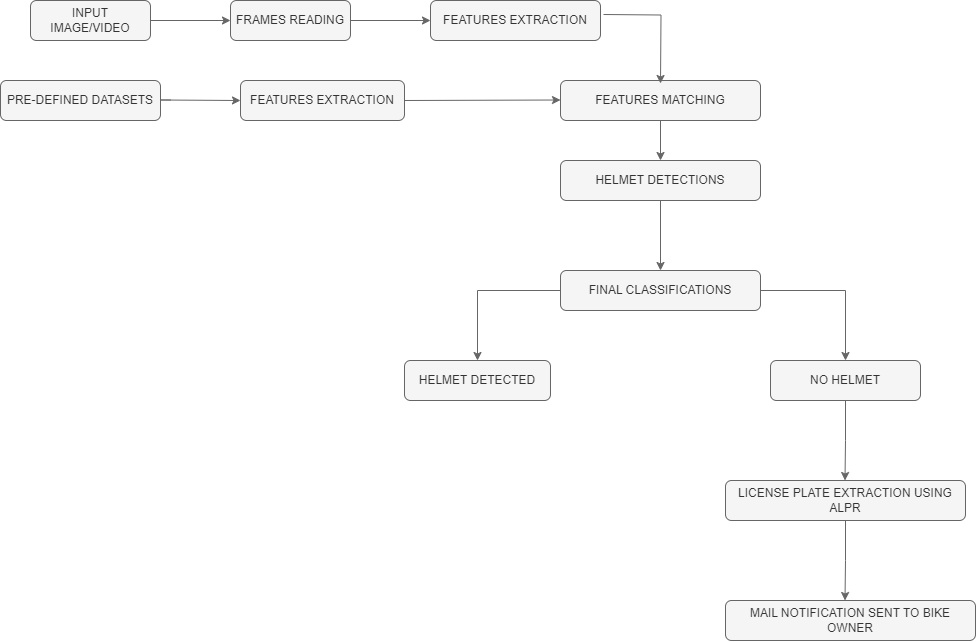 INPUT
IMAGE/VIDEO
FRAMES READING
FEATURES EXTRACTION
PRE-DEFINED DATASETS
FEATURES EXTRACTION
FEATURES MATCHING
HELMET DETECTIONS
FINAL CLASSIFICATIONS
HELMET DETECTED
NO HELMET
LICENSE PLATE EXTRACTION USING
ALPR
MAIL NOTIFICATION SENT TO BIKE
OWNER